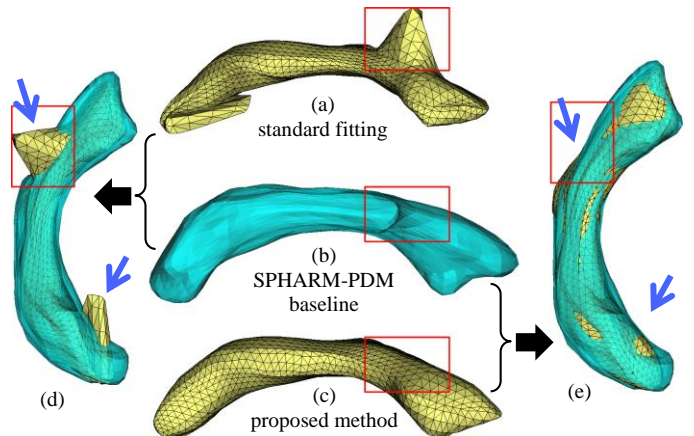 (a)
standard fitting
(b)
SPHARM-PDM
baseline
(c)
proposed method
(d)
(e)